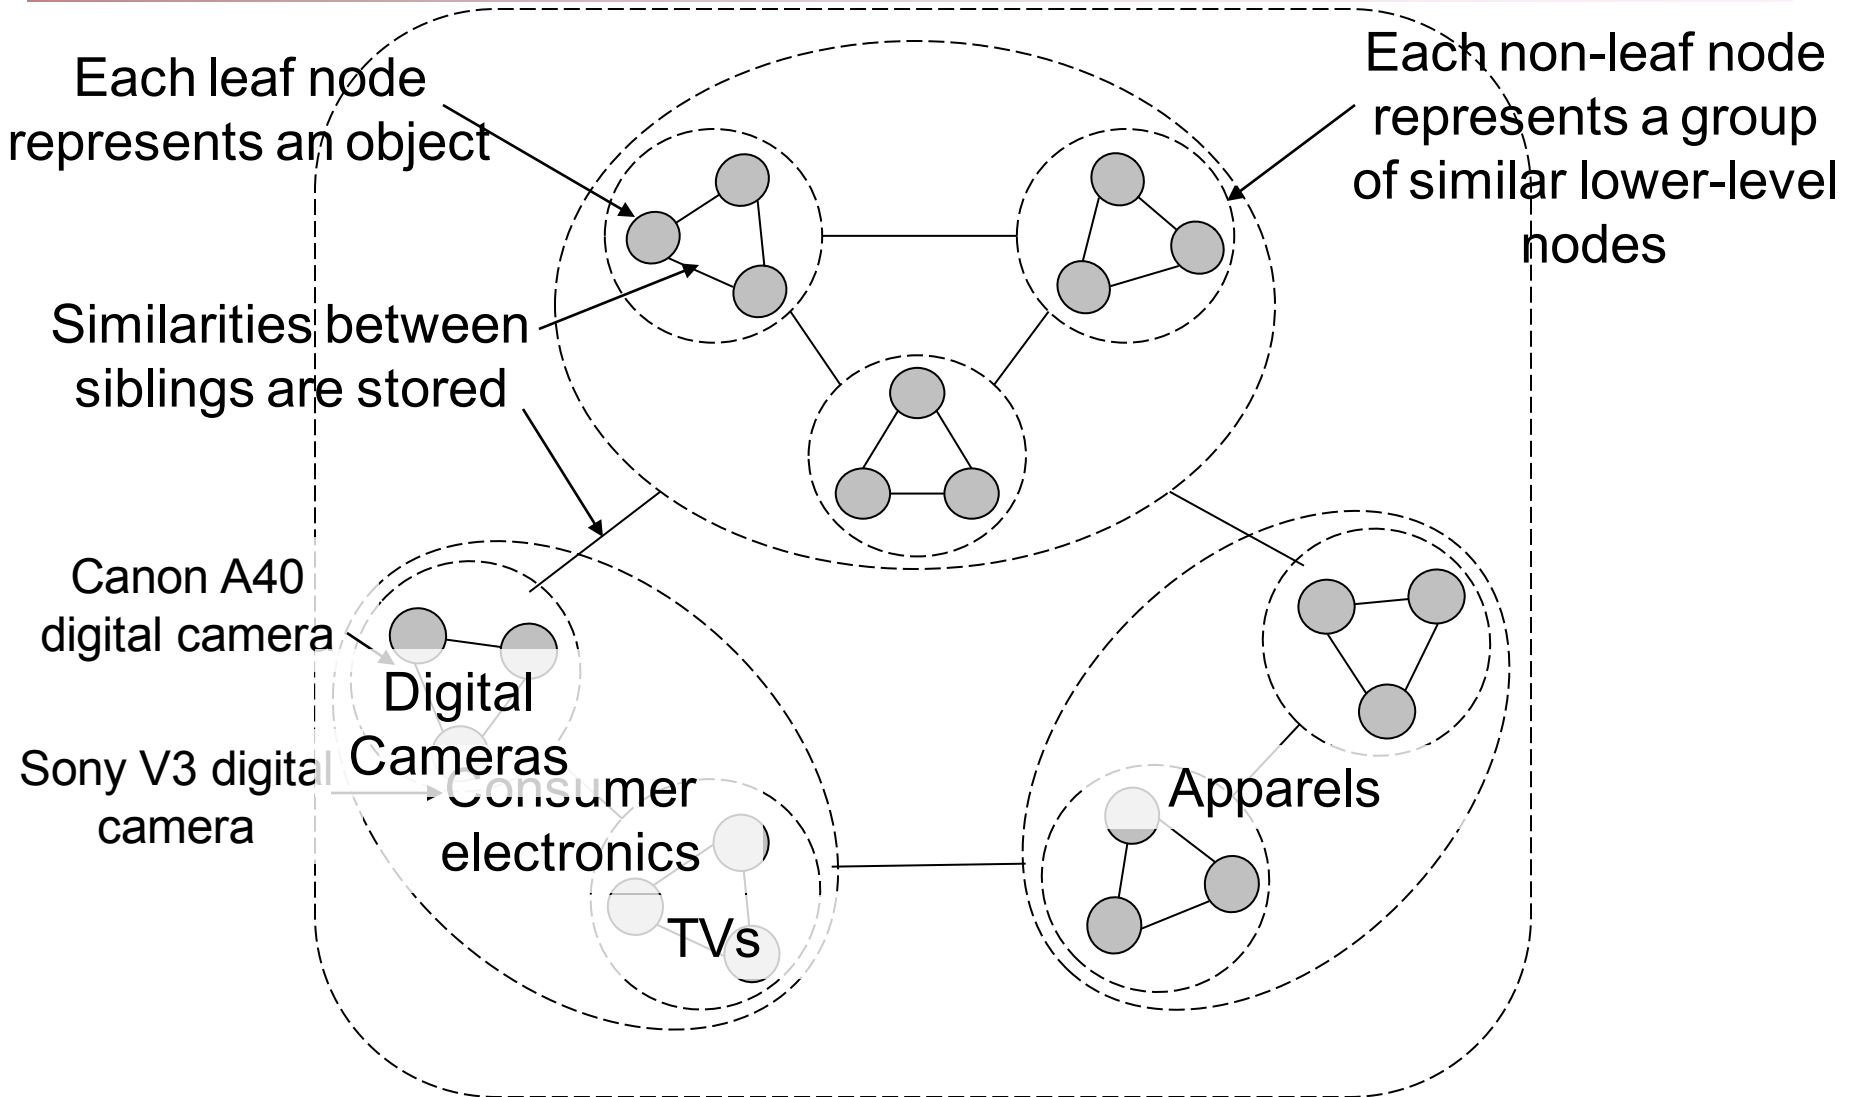 Each leaf node
represents an object
Each non-leaf node
represents a group
of similar lower-level
nodes
Similarities between
siblings are stored
Canon A40
digital camera
Digital
Cameras
Sony V3 digital
camera
Consumer
electronics
Apparels
TVs